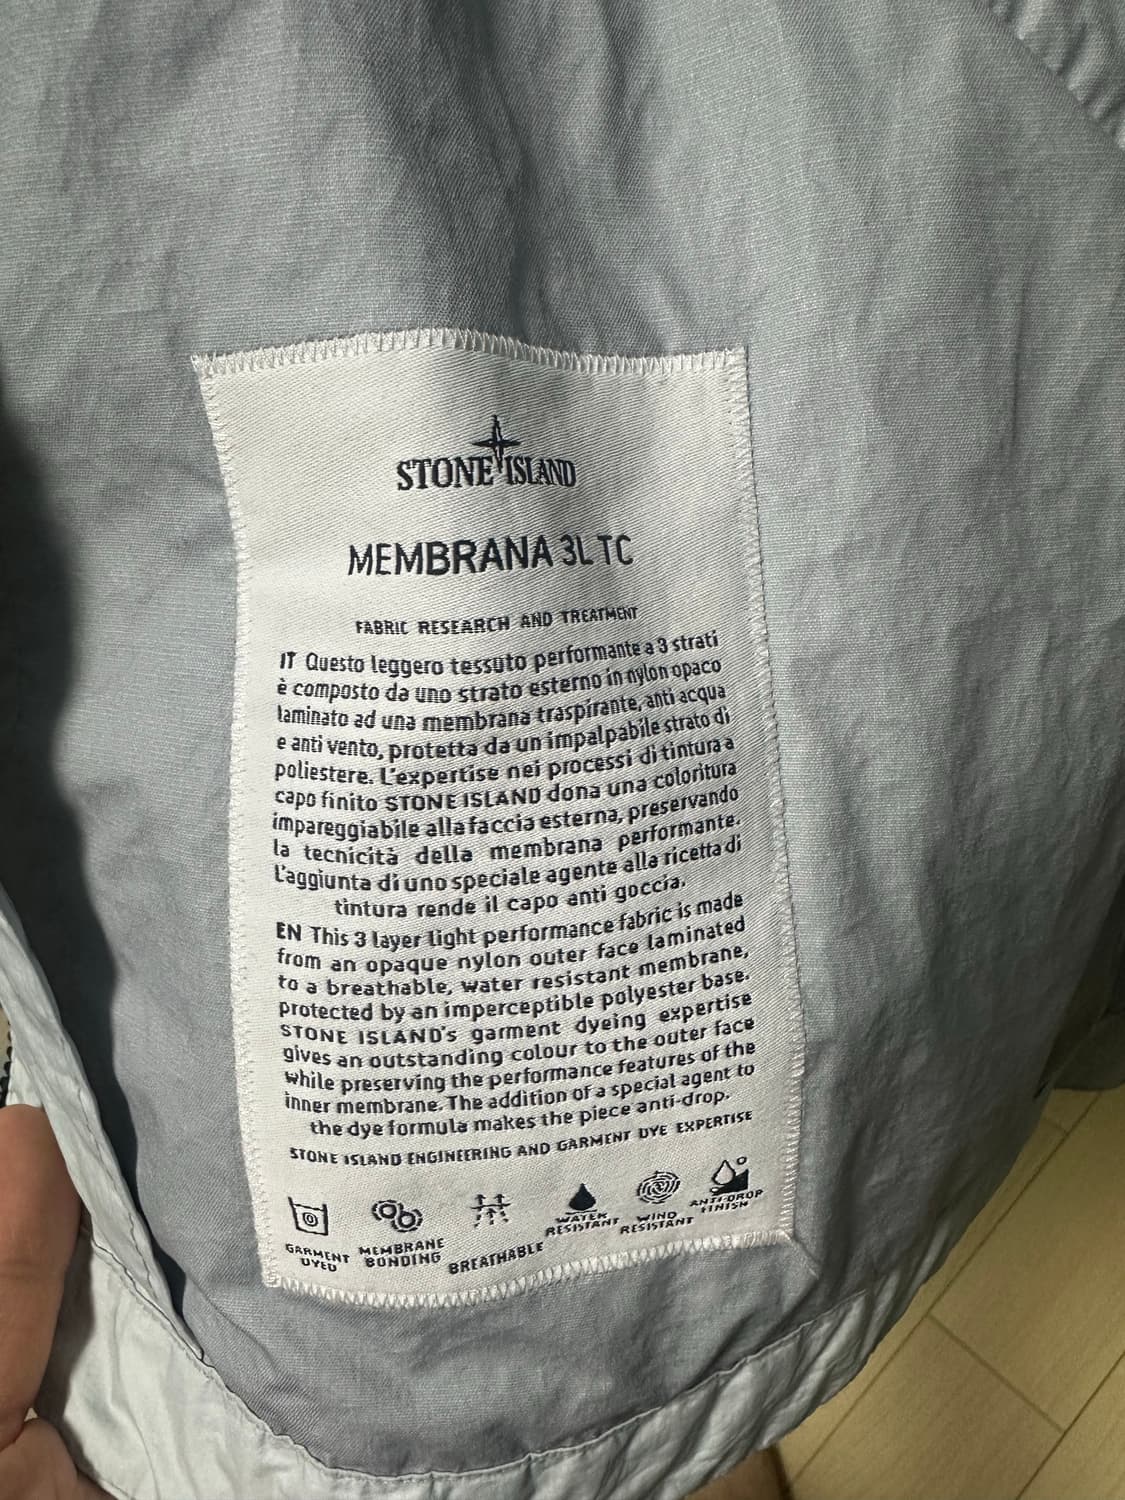 STONE ISLAND
MEMBRANA 3L TC
FABRIC RESEARCH AND TREATMENT
IT Questo leggero tessuto performante a 3 strati
è composto da uno strato esterno in nylon opaco
laminato ad una membrana traspirante, anti acqua
e anti vento, protetta da un impalpabile strato di
poliestere. L'expertise nei processi di tintura a
capo finito STONE ISLAND dona una coloritura
impareggiabile alla faccia esterna, preservando
la tecnicità della membrana performante.
L'aggiunta di uno speciale agente alla ricetta di
tintura rende il capo anti goccia.
EN This 3 layer light performance fabric is made
from an opaque nylon outer face laminated
to a breathable, water resistant membrane,
protected by an imperceptible polyester base.
STONE ISLAND's garment dyeing expertise
gives an outstanding colour to the outer face
while preserving the performance features of the
inner membrane. The addition of a special agent to
the dye formula makes the piece anti-drop.
STONE ISLAND ENGINEERING AND GARMENT DYE EXPERTISE
GARMENT
DYED
MEMBRANE
BONDING
BREATHABLE
WATER
RESISTANT
WIND
RESISTANT
ANTI-DROP
FINISH